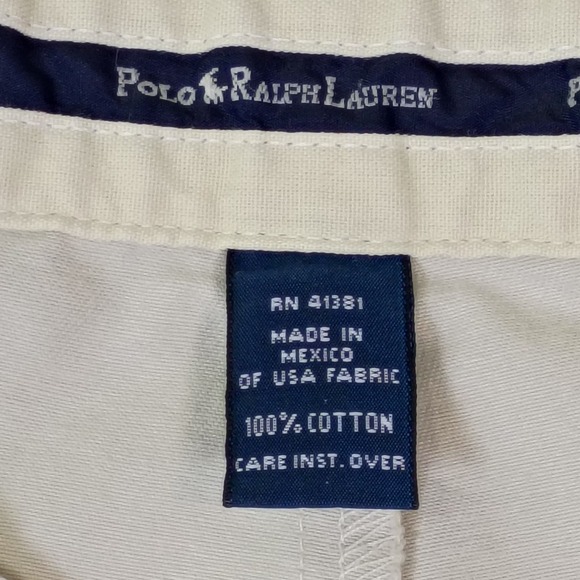 POLO RALPH LAUREN P
RN 41381
MADE IN
MEXICO
OF USA FABRIC
100% COTTON
CARE INST. OVER